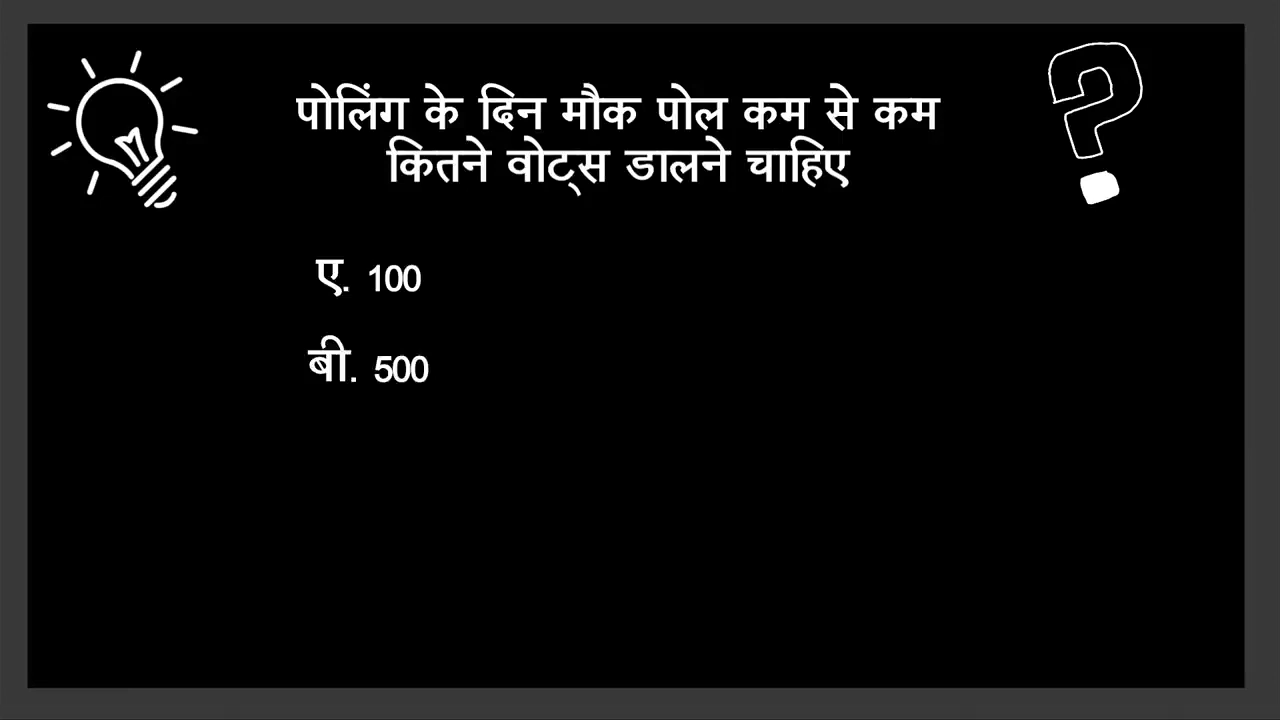 पोलिंग के दिन मौक पोल कम से कम
कितने वोट्स डालने चाहिए
ए. 100
बी. 500